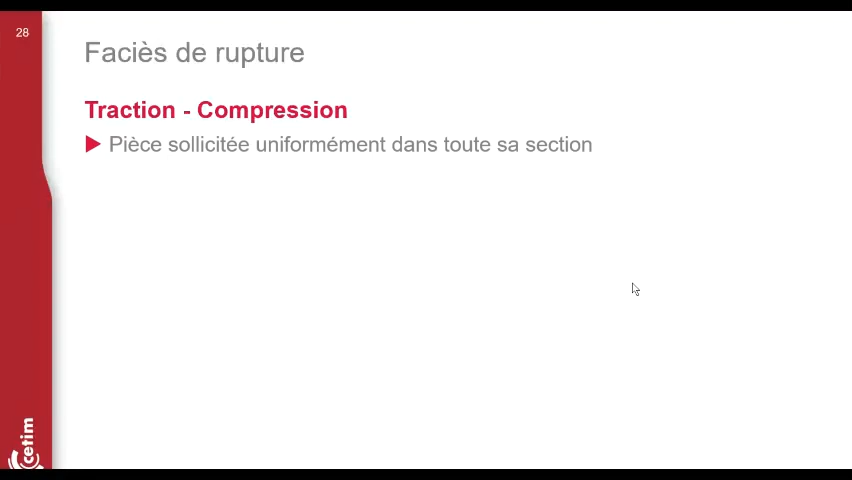 28
Faciès de rupture
Traction - Compression
Pièce sollicitée uniformément dans toute sa section
cetim